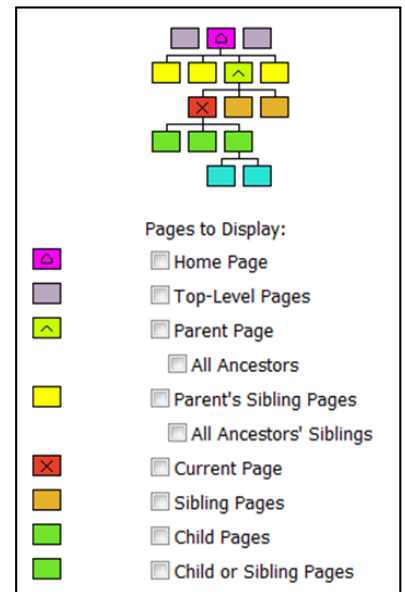 Pages to Display:
Home Page
Top-Level Pages
Parent Page
All Ancestors
Parent's Sibling Pages
All Ancestors' Siblings
Current Page
Sibling Pages
Child Pages
Child or Sibling Pages